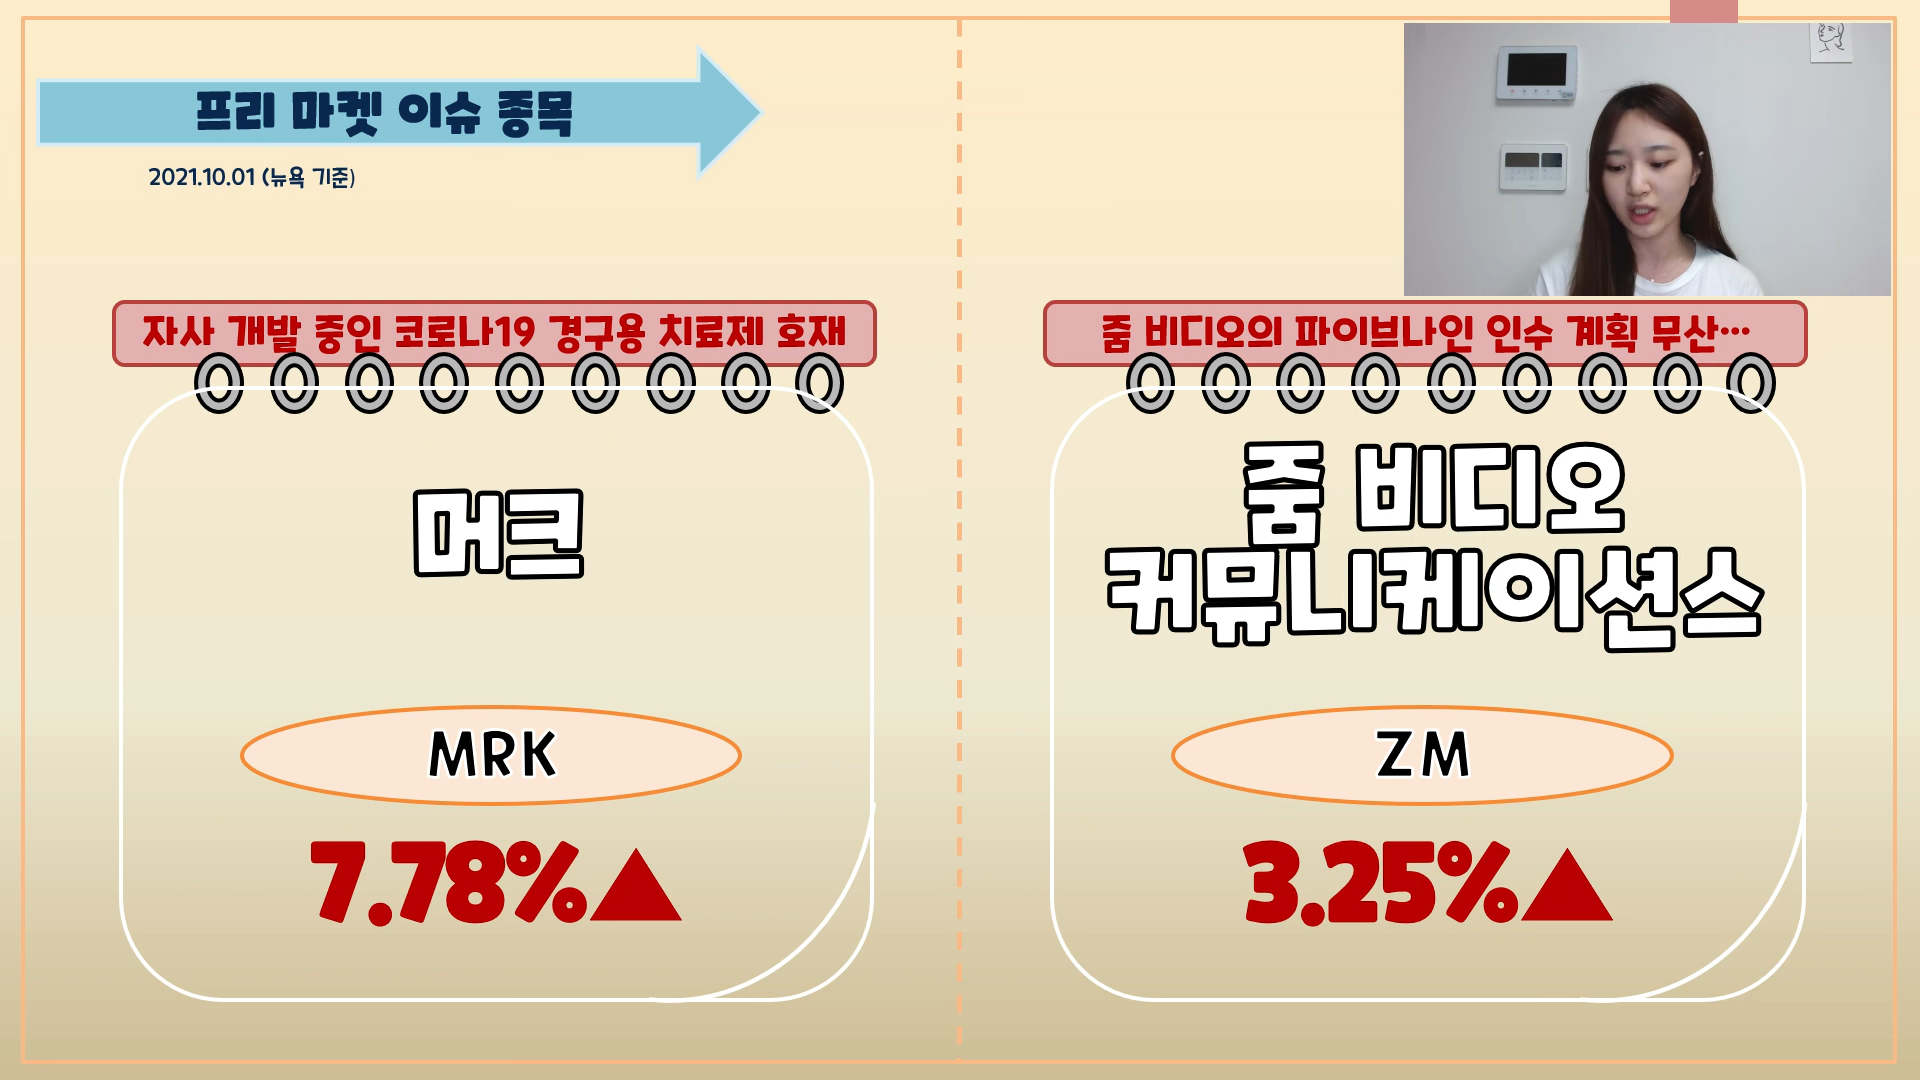 프리 마켓 이슈 종목
2021.10.01 (뉴욕 기준)
자사 개발 중인 코로나19 경구용 치료제 호재
머크
MRK
7.78%▲
줌 비디오의 파이브나인 인수 계획 무산…
줌 비디오
커뮤니케이션스
ZM
3.25%▲